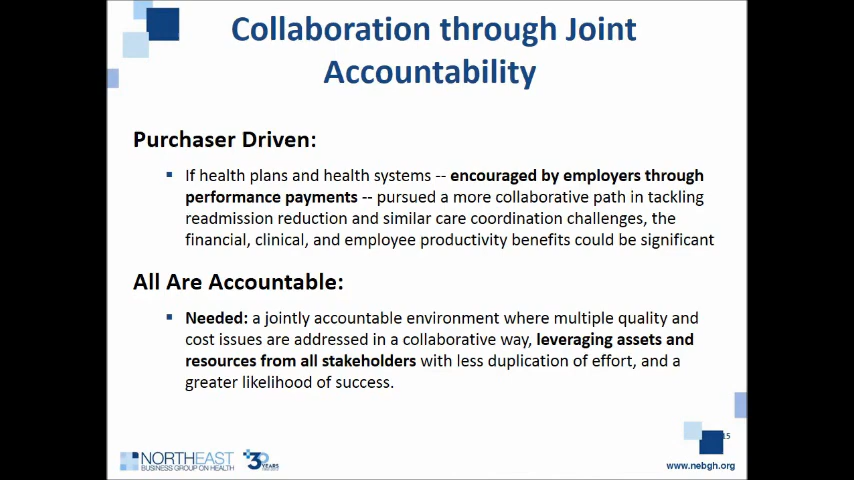 Collaboration through Joint
Accountability
Purchaser Driven:
If health plans and health systems -- encouraged by employers through
performance payments -- pursued a more collaborative path in tackling
readmission reduction and similar care coordination challenges, the
financial, clinical, and employee productivity benefits could be significant
All Are Accountable:
Needed: a jointly accountable environment where multiple quality and
cost issues are addressed in a collaborative way, leveraging assets and
resources from all stakeholders with less duplication of effort, and a
greater likelihood of success.
15
NORTHEAST
BUSINESS GROUP ON HEALTH
30
YEARS
www.nebgh.org